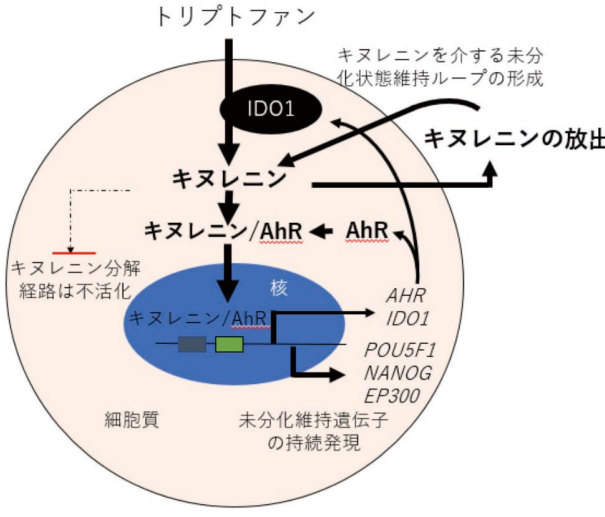 トリプトファン
キヌレニンを介する未分
化状態維持ループの形成
IDO1
キヌレニンの放出
キヌレニン
キヌレニン/AhR
AhR
キヌレニン分解
経路は不活化
核
キヌレニン/AhR
AHR
IDO1
POU5F1
NANOG
EP300
細胞質
未分化維持遺伝子
の持続発現